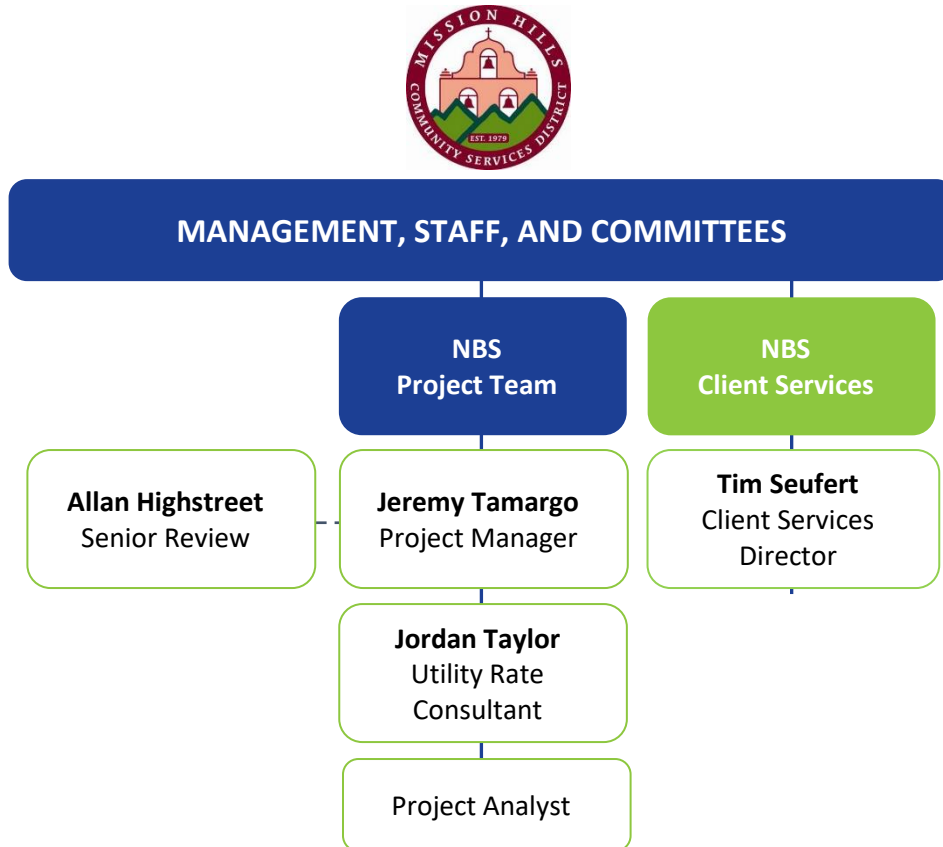 MISSION HILLS
COMMUNITY SERVICES DISTRICT
EST. 1979
MANAGEMENT, STAFF, AND COMMITTEES
NBS
Project Team
NBS
Client Services
Allan Highstreet
Senior Review
Jeremy Tamargo
Project Manager
Tim Seufert
Client Services
Director
Jordan Taylor
Utility Rate
Consultant
Project Analyst